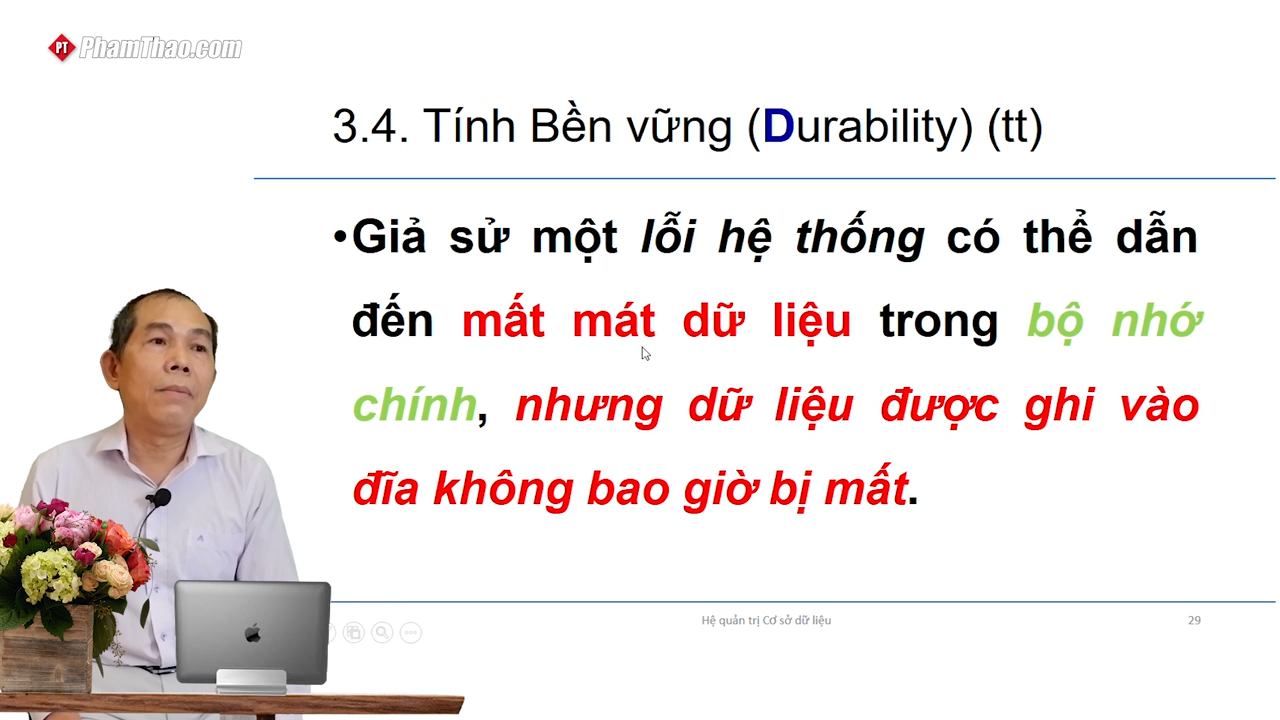 PT PhamThao.com
3.4. Tính Bền vững (Durability) (tt)
•Giả sử một lỗi hệ thống có thể dẫn
đến mất mát dữ liệu trong bộ nhớ
chính, nhưng dữ liệu được ghi vào
đĩa không bao giờ bị mất.
Hệ quản trị Cơ sở dữ liệu
29